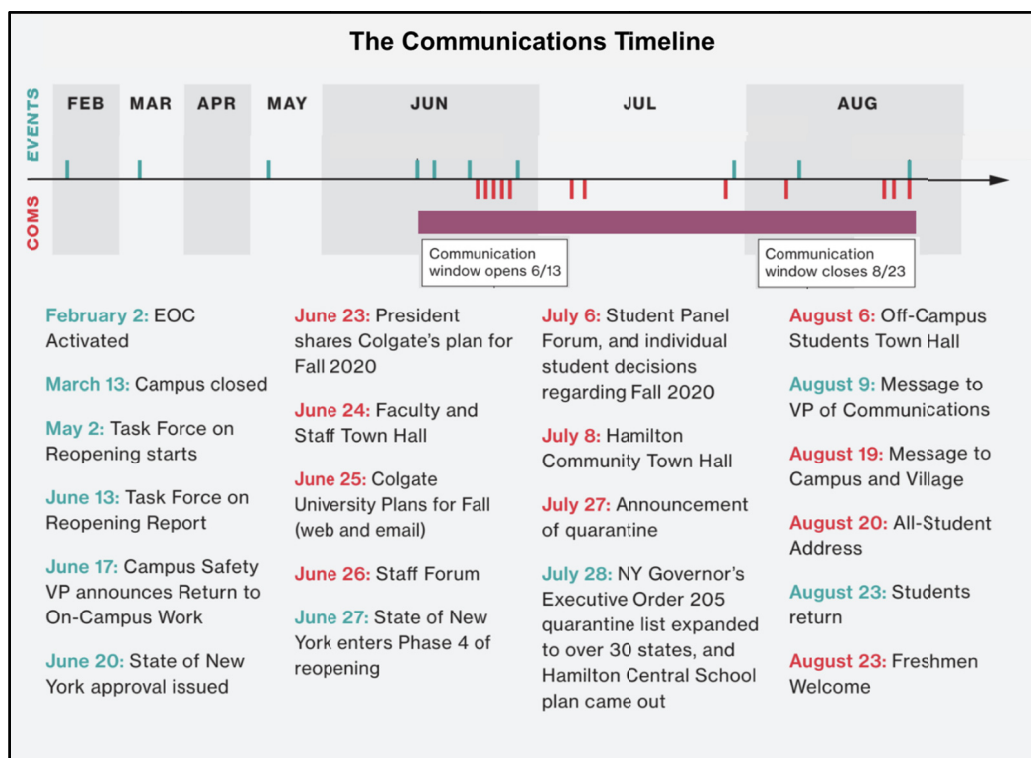 The Communications Timeline
EVENTS
COMS
FEB MAR APR MAY JUN JUL AUG
Communication
window opens 6/13
Communication
window closes 8/23
February 2: EOC
Activated
March 13: Campus closed
May 2: Task Force on
Reopening starts
June 13: Task Force on
Reopening Report
June 17: Campus Safety
VP announces Return to
On-Campus Work
June 20: State of New
York approval issued
June 23: President
shares Colgate's plan for
Fall 2020
June 24: Faculty and
Staff Town Hall
June 25: Colgate
University Plans for Fall
(web and email)
June 26: Staff Forum
June 27: State of New
York enters Phase 4 of
reopening
July 6: Student Panel
Forum, and individual
student decisions
regarding Fall 2020
July 8: Hamilton
Community Town Hall
July 27: Announcement
of quarantine
July 28: NY Governor's
Executive Order 205
quarantine list expanded
to over 30 states, and
Hamilton Central School
plan came out
August 6: Off-Campus
Students Town Hall
August 9: Message to
VP of Communications
August 19: Message to
Campus and Village
August 20: All-Student
Address
August 23: Students
return
August 23: Freshmen
Welcome